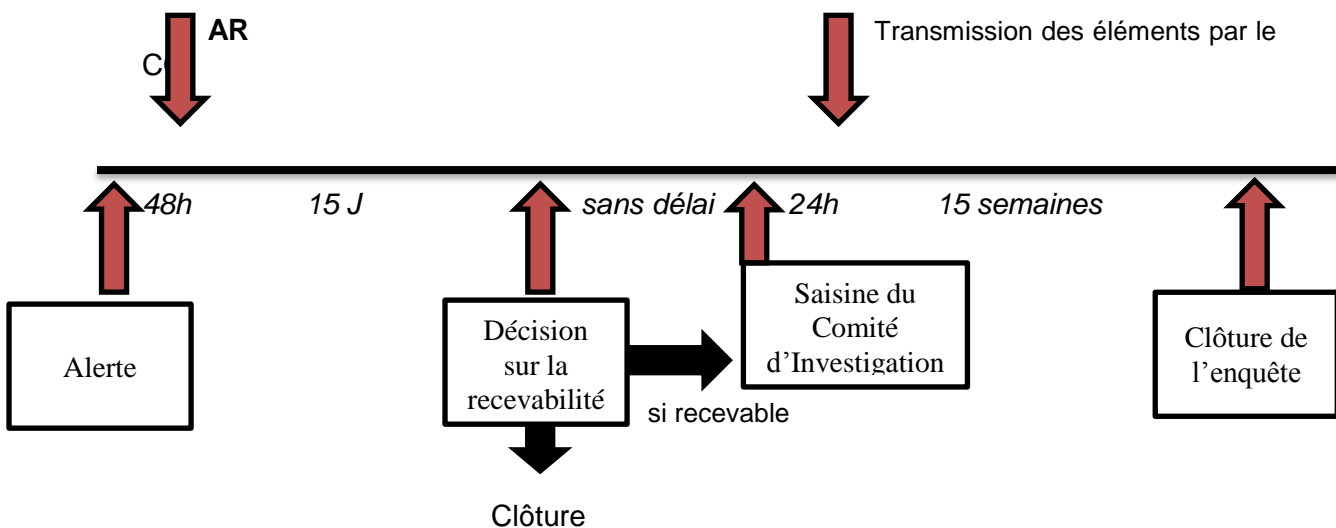 AR
Transmission des éléments par le
48h
15 J
sans délai
24h
15 semaines
Alerte
Décision
sur la
recevabilité
si recevable
Saisine du
Comité
d’Investigation
Clôture de
l’enquête
Clôture